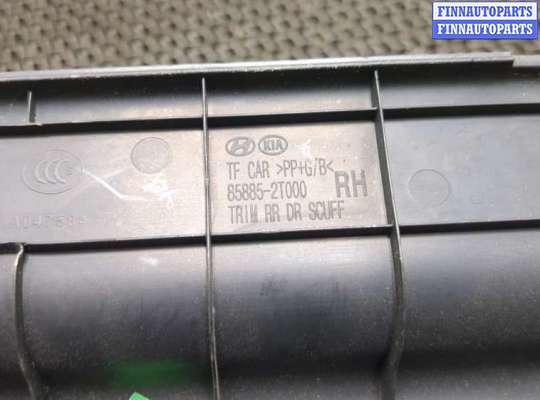 FINNAUTOPARTS
FINNAUTOPARTS
KIA
TF CAR >PP+G/B<
85885-2T000
RH
TRIM RR DR SCUFF